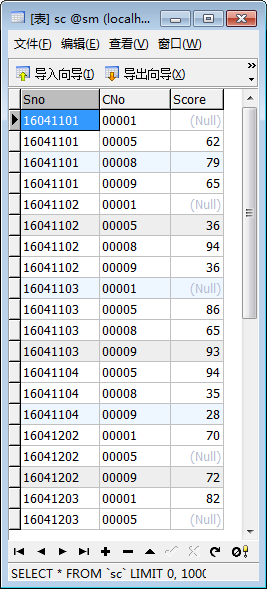 [表] sc @sm (localh...
文件(F) 编辑(E) 查看(V) 窗口(W)
导入向导(I) 导出向导(X) »
Sno CNo Score
16041101 00001 (Null)
16041101 00005 62
16041101 00008 79
16041101 00009 65
16041102 00001 (Null)
16041102 00005 36
16041102 00008 94
16041102 00009 36
16041103 00001 (Null)
16041103 00005 86
16041103 00008 65
16041103 00009 93
16041104 00005 94
16041104 00008 35
16041104 00009 28
16041202 00001 70
16041202 00005 (Null)
16041202 00009 72
16041203 00001 82
16041203 00005 (Null)
SELECT * FROM `sc` LIMIT 0, 1000